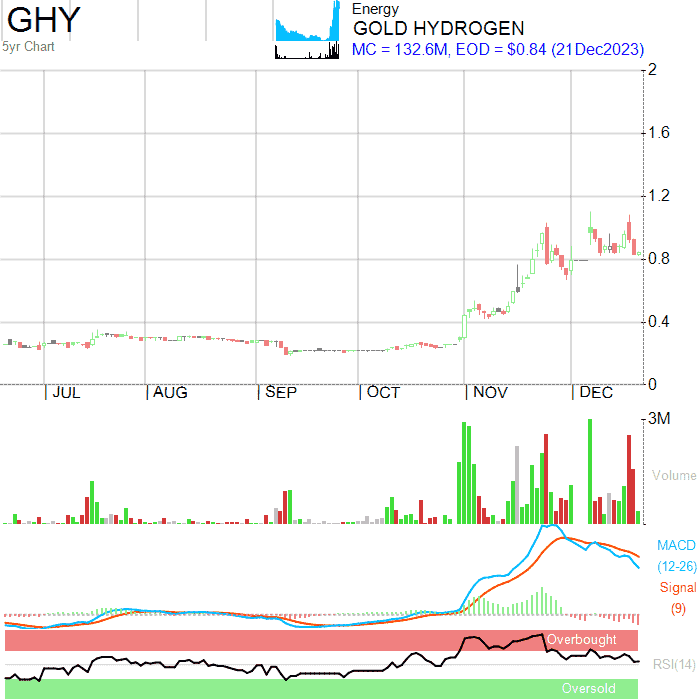 GHY
5yr Chart
Energy
GOLD HYDROGEN
MC = 132.6M, EOD = $0.84 (21Dec2023)
2
1.6
1.2
0.8
0.4
0
JUL AUG SEP OCT NOV DEC
3M
Volume
MACD
(12-26)
Signal
(9)
Overbought
RSI(14)
Oversold